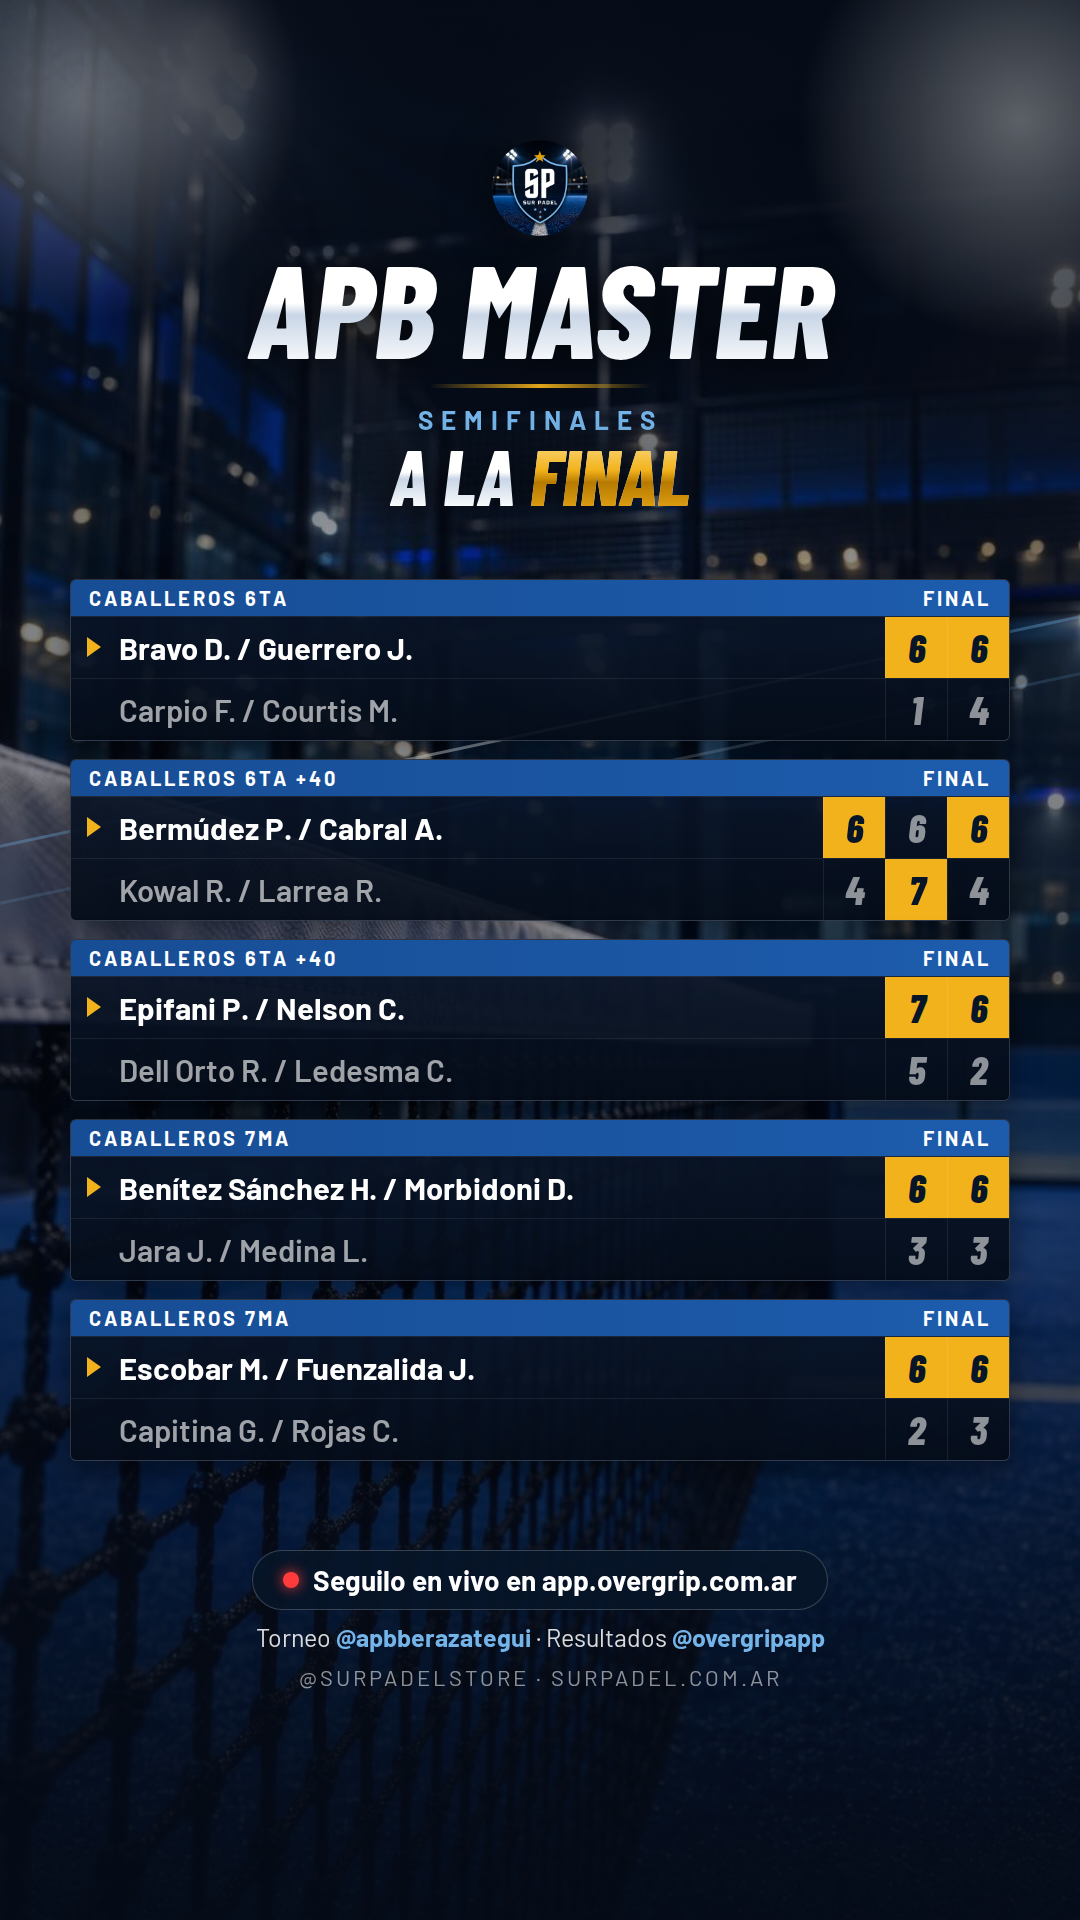 SP
SUR PADEL
APB MASTER
SEMIFINALES
A LA FINAL
CABALLEROS 6TA FINAL
Bravo D. / Guerrero J. 6 6
Carpio F. / Courtis M. 1 4
CABALLEROS 6TA +40 FINAL
Bermúdez P. / Cabral A. 6 6 6
Kowal R. / Larrea R. 4 7 4
CABALLEROS 6TA +40 FINAL
Epifani P. / Nelson C. 7 6
Dell Orto R. / Ledesma C. 5 2
CABALLEROS 7MA FINAL
Benítez Sánchez H. / Morbidoni D. 6 6
Jara J. / Medina L. 3 3
CABALLEROS 7MA FINAL
Escobar M. / Fuenzalida J. 6 6
Capitina G. / Rojas C. 2 3
Seguilo en vivo en app.overgrip.com.ar
Torneo @apbberazategui · Resultados @overgripapp
@SURPADELSTORE · SURPADEL.COM.AR